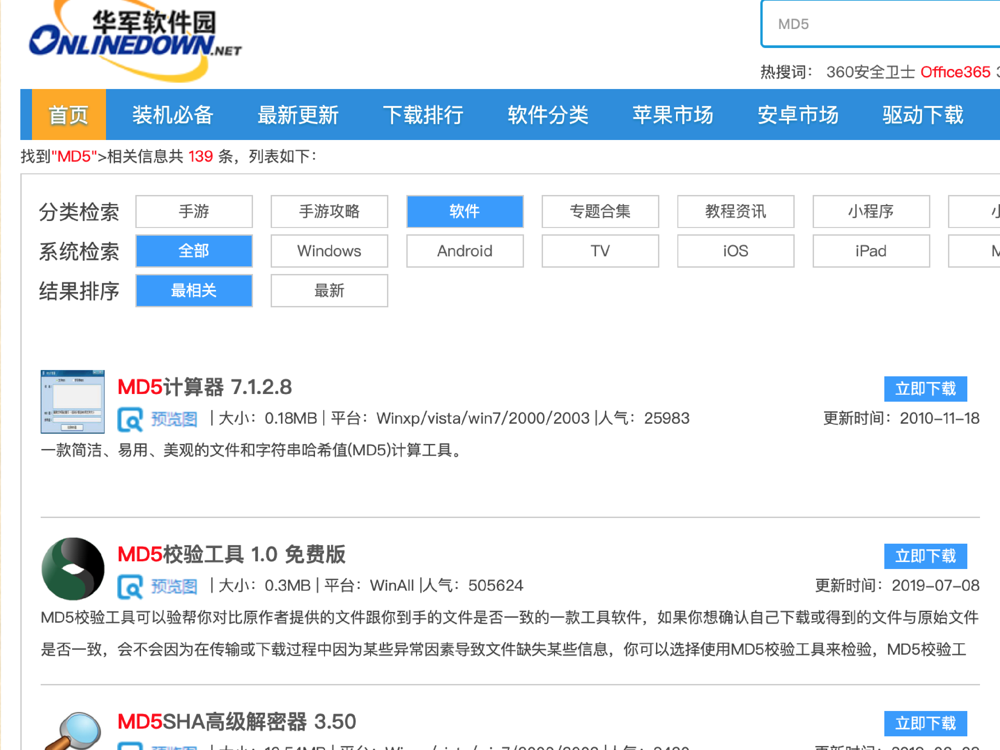 华军软件园
ONLINEDOWN.NET
MD5
热搜词： 360安全卫士 Office365
首页 装机必备 最新更新 下载排行 软件分类 苹果市场 安卓市场 驱动下载
找到"MD5">相关信息共 139 条，列表如下：
分类检索 手游 手游攻略 软件 专题合集 教程资讯 小程序
系统检索 全部 Windows Android TV iOS iPad
结果排序 最相关 最新
MD5计算器 7.1.2.8 立即下载
预览图 | 大小：0.18MB | 平台：Winxp/vista/win7/2000/2003 |人气：25983 更新时间：2010-11-18
一款简洁、易用、美观的文件和字符串哈希值(MD5)计算工具。
MD5校验工具 1.0 免费版 立即下载
预览图 | 大小：0.3MB | 平台：WinAll |人气：505624 更新时间：2019-07-08
MD5校验工具可以验帮你对比原作者提供的文件跟你到手的文件是否一致的一款工具软件，如果你想确认自己下载或得到的文件与原始文件
是否一致，会不会因为在传输或下载过程中因为某些异常因素导致文件缺失某些信息，你可以选择使用MD5校验工具来检验，MD5校验工
MD5SHA高级解密器 3.50 立即下载